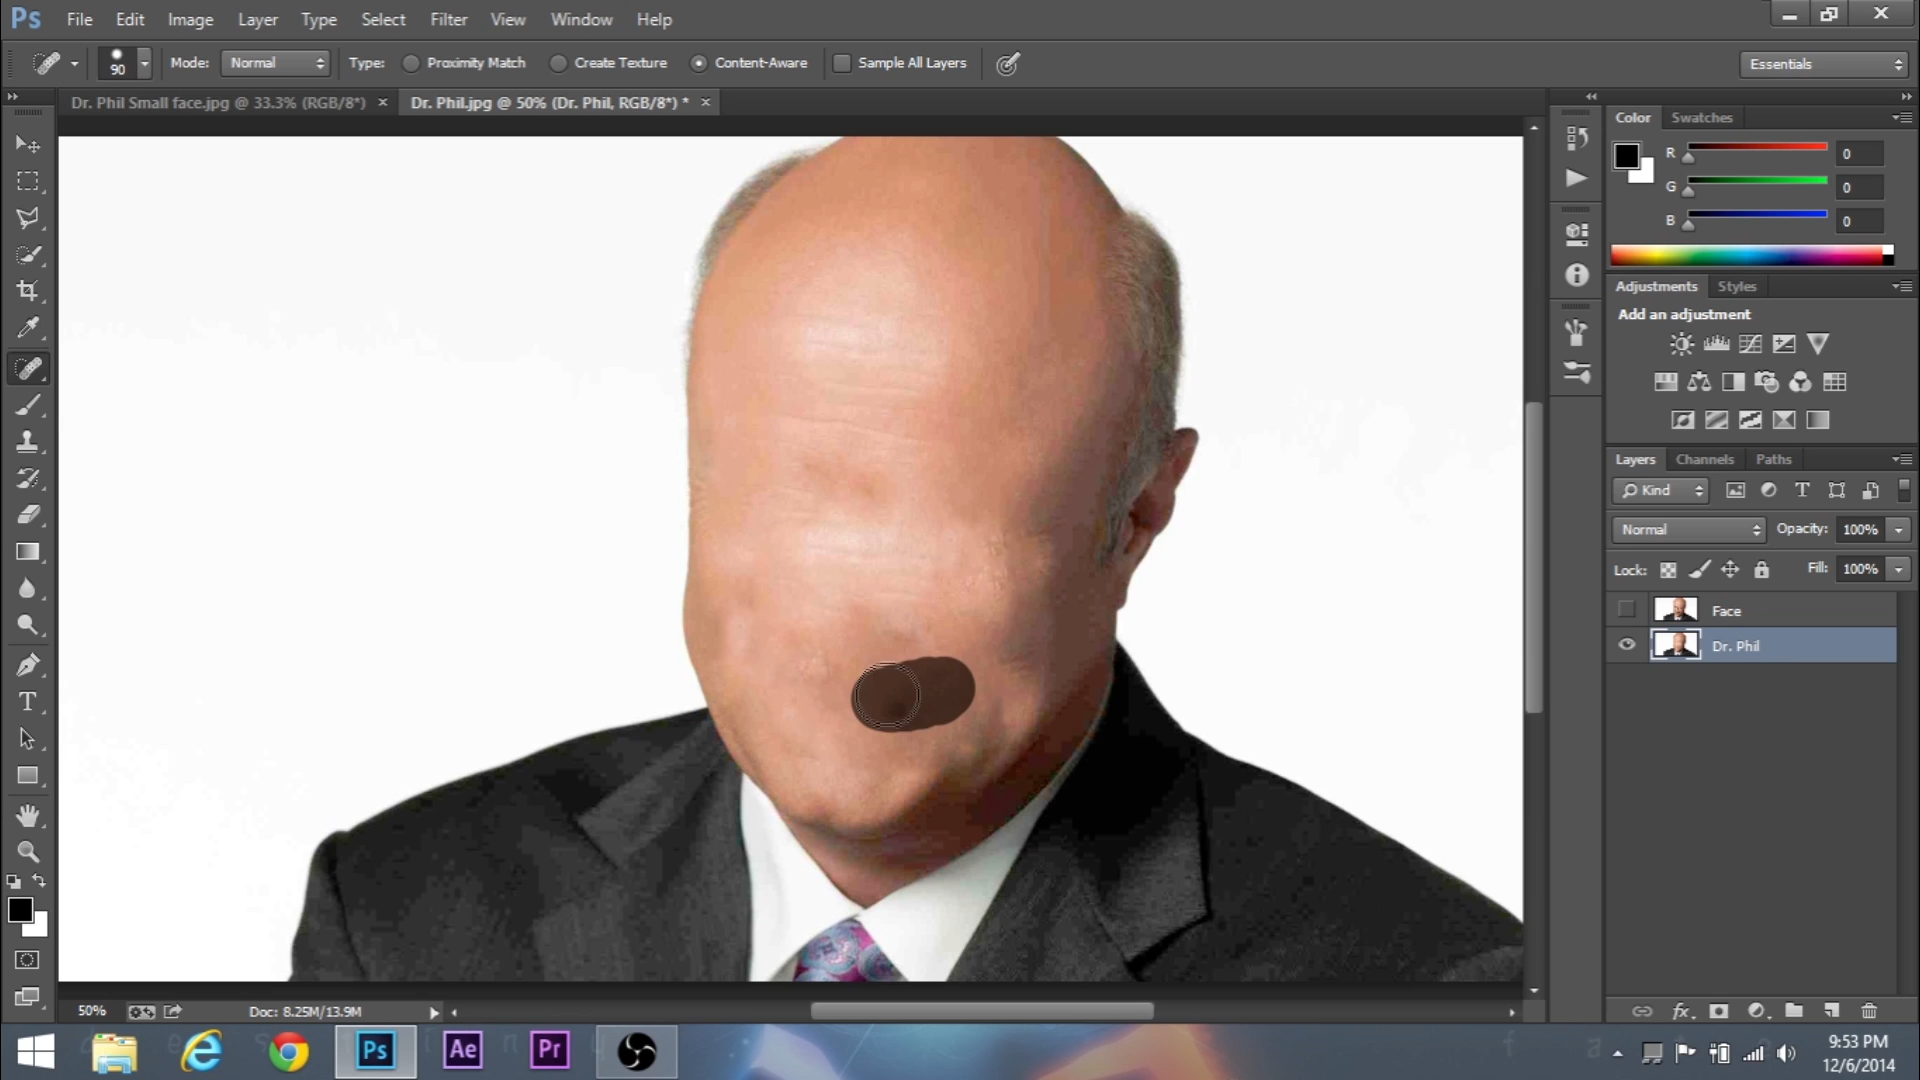 Ps File Edit Image Layer Type Select Filter View Window Help
90 Mode: Normal Type: Proximity Match Create Texture Content-Aware Sample All Layers Essentials
Dr. Phil Small face.jpg @ 33.3% (RGB/8*) × Dr. Phil.jpg @ 50% (Dr. Phil, RGB/8*) * ×
Color Swatches
R 0
G 0
B 0
Adjustments Styles
Add an adjustment
Layers Channels Paths
Kind
Normal Opacity: 100%
Lock: Fill: 100%
Face
Dr. Phil
50% Doc: 8.25M/13.9M
Ps Ae Pr
9:53 PM
12/6/2014